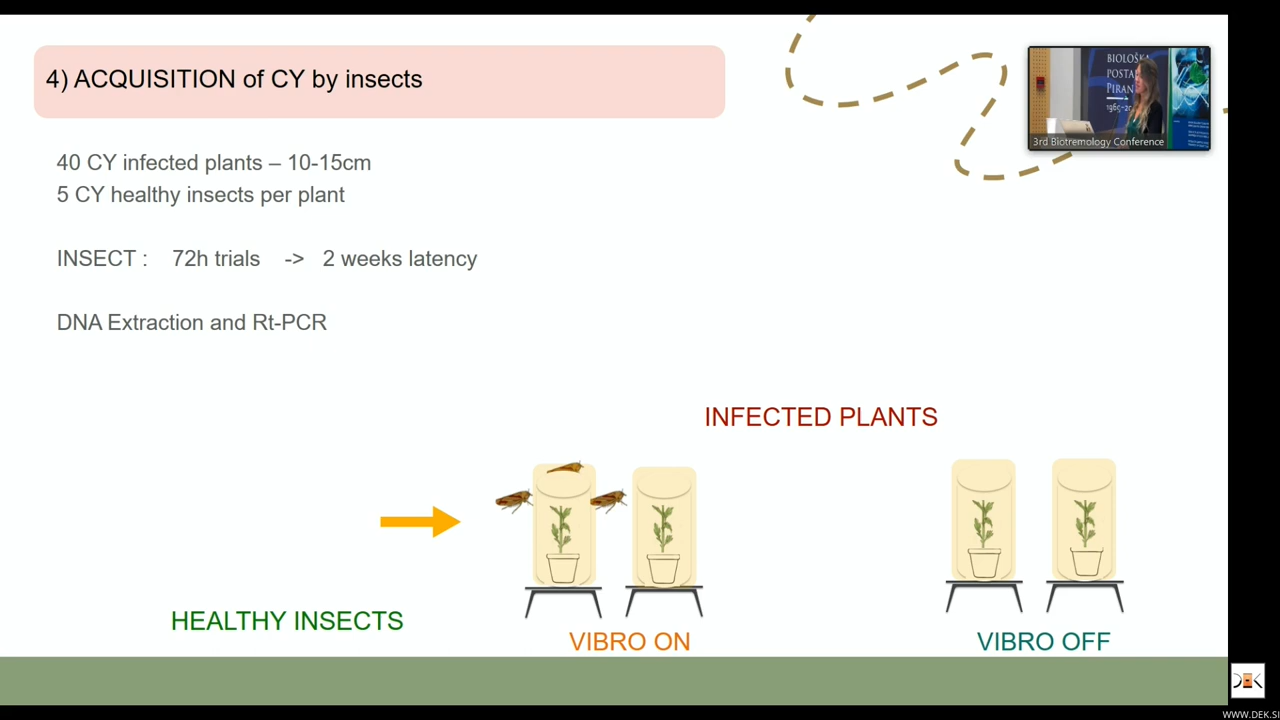 4) ACQUISITION of CY by insects
BIOLOŠKA
POSTA
PIRAN
3rd Biotremology Conference
40 CY infected plants – 10-15cm
5 CY healthy insects per plant
INSECT : 72h trials -> 2 weeks latency
DNA Extraction and Rt-PCR
INFECTED PLANTS
HEALTHY INSECTS
VIBRO ON
VIBRO OFF
WWW.DEK.SI